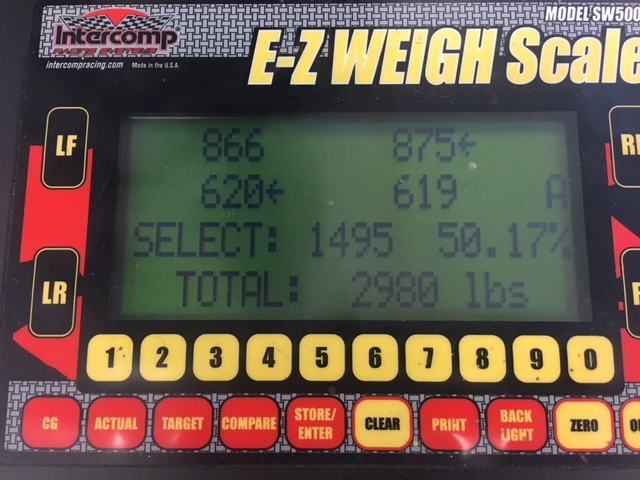 Intercomp
RACING SYSTEMS
intercompracing.com Made in the U.S.A.
MODEL SW500
E-Z WEIGH Scale
LF
866 875←
620← 619 A
SELECT: 1495 50.17%
LR
TOTAL: 2980 lbs
1 2 3 4 5 6 7 8 9 0
CG ACTUAL TARGET COMPARE STORE/ENTER CLEAR PRINT BACK LIGHT ZERO